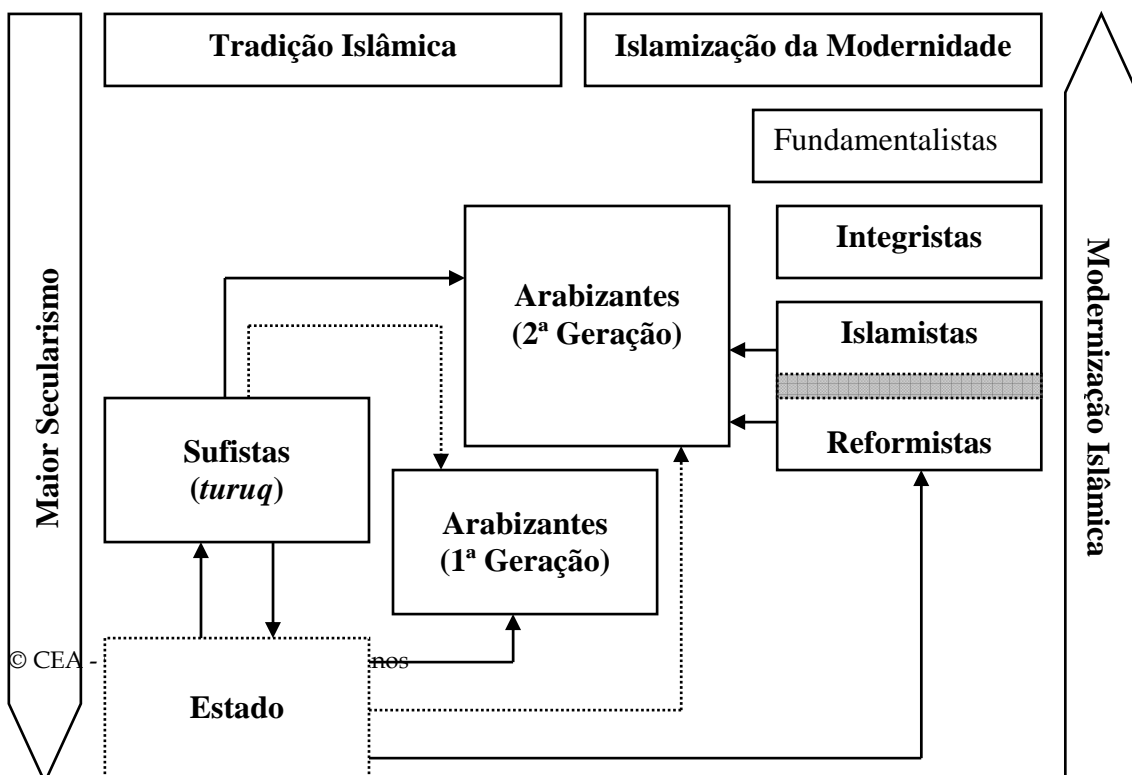 Tradição Islâmica
Islamização da Modernidade
Fundamentalistas
Integristas
Arabizantes
(2ª Geração)
Islamistas
Reformistas
Sufistas
(turuq)
Arabizantes
(1ª Geração)
Estado
Maior Secularismo
Modernização Islâmica
© CEA - nos